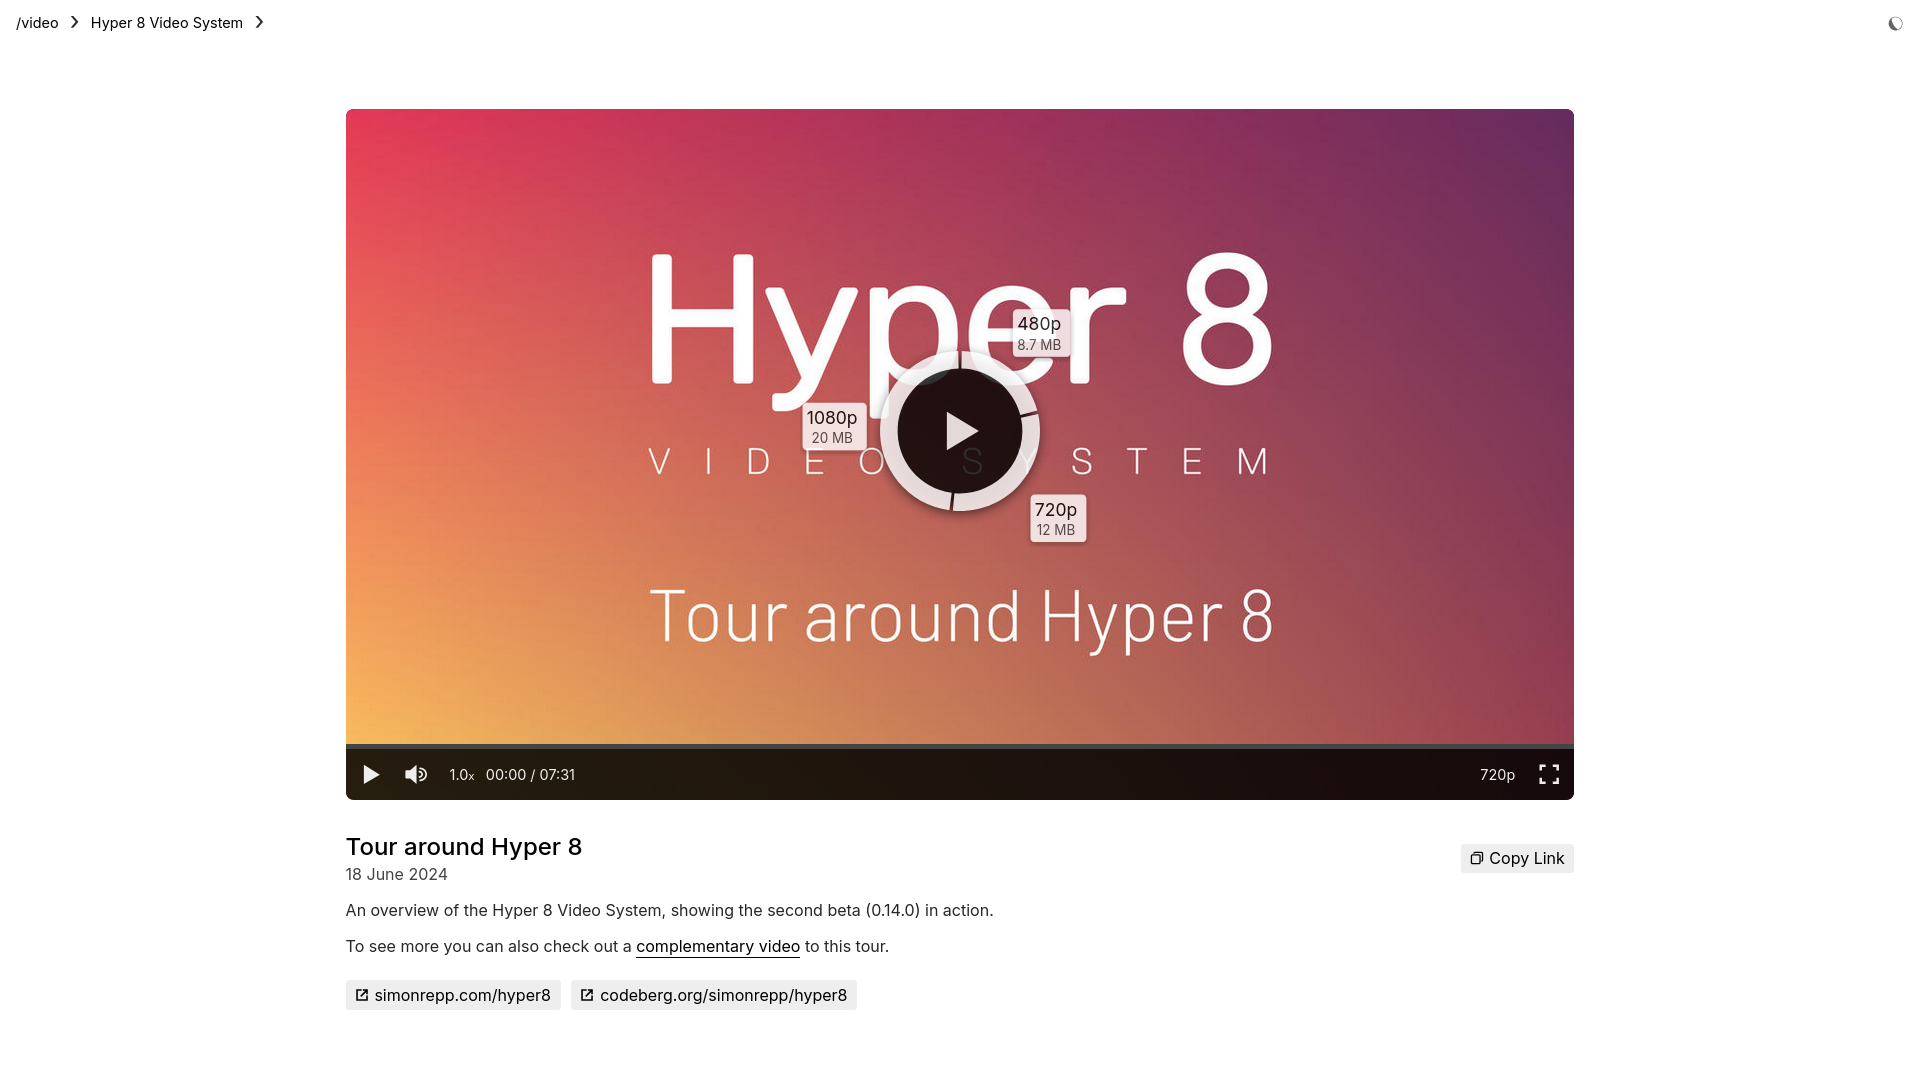 /video > Hyper 8 Video System >
Hyper 8
480p
8.7 MB
1080p
20 MB
VIDEO SYSTEM
720p
12 MB
Tour around Hyper 8
1.0x 00:00 / 07:31 720p
Tour around Hyper 8
Copy Link
18 June 2024
An overview of the Hyper 8 Video System, showing the second beta (0.14.0) in action.
To see more you can also check out a complementary video to this tour.
simonrepp.com/hyper8 codeberg.org/simonrepp/hyper8